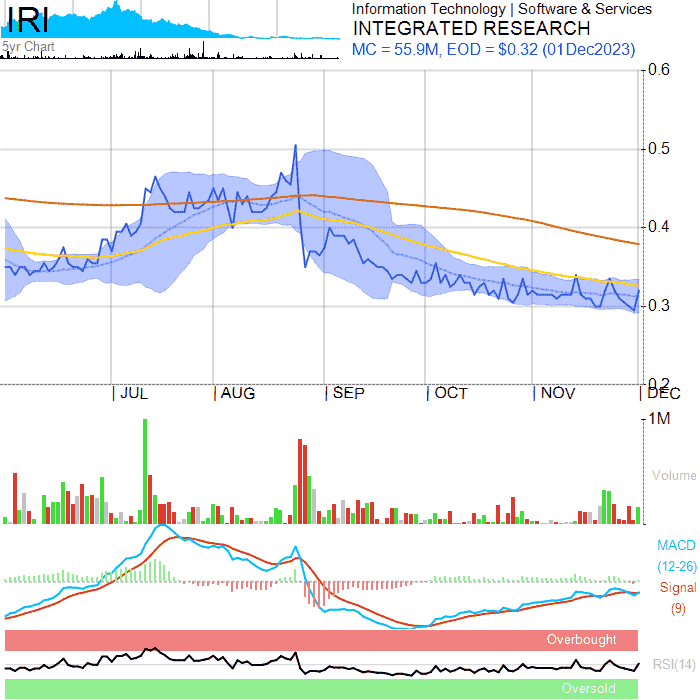 IRI
5yr Chart
Information Technology | Software & Services
INTEGRATED RESEARCH
MC = 55.9M, EOD = $0.32 (01Dec2023)
0.6
0.5
0.4
0.3
0.2
JUL AUG SEP OCT NOV DEC
1M
Volume
MACD
(12-26)
Signal
(9)
Overbought
RSI(14)
Oversold